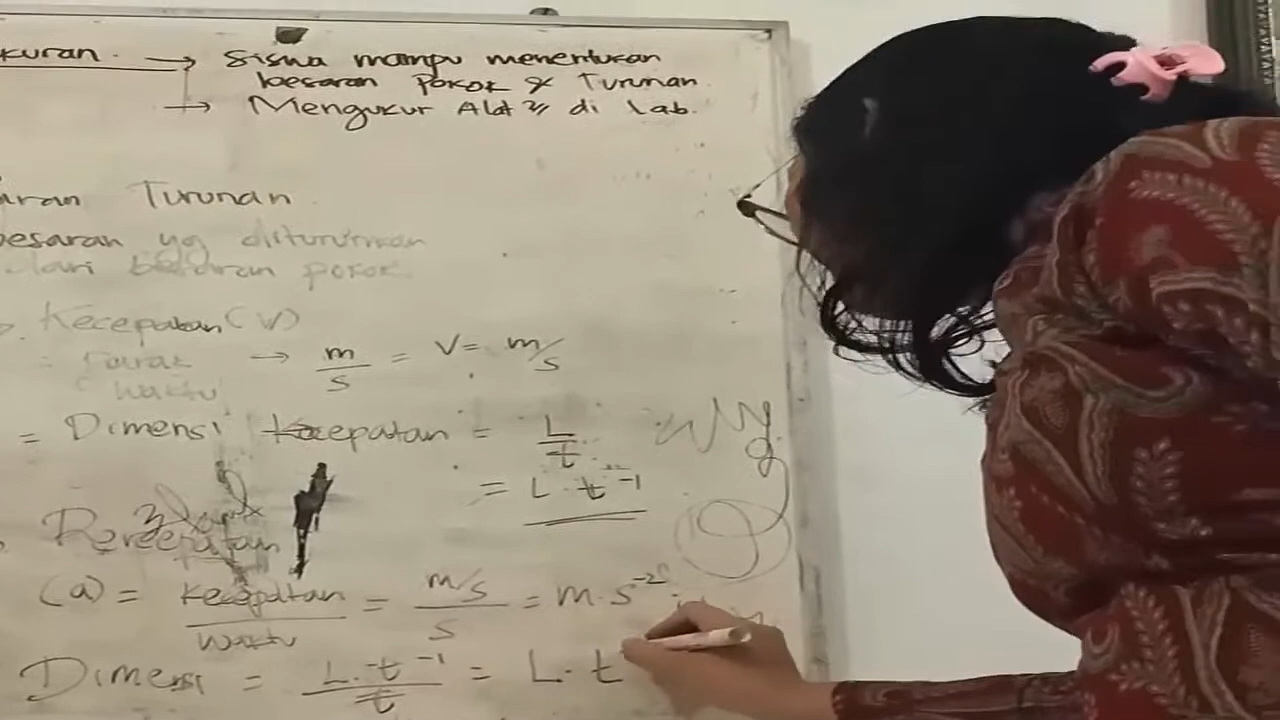 kuran. → Siswa mampu menentukan
besaran Pokok & Turunan.
→ Mengukur Alat2 di Lab.
aran Turunan
besaran yg diturunkan
dari besaran pokok
Kecepatan (V)
= Jarak → m/s = V = m/s
waktu
= Dimensi Kecepatan = L/t
= L . t⁻¹
Percepatan
(a) = Kecepatan/Waktu = m/s/s = m.s⁻²
Dimensi = L . t⁻¹/t = L . t